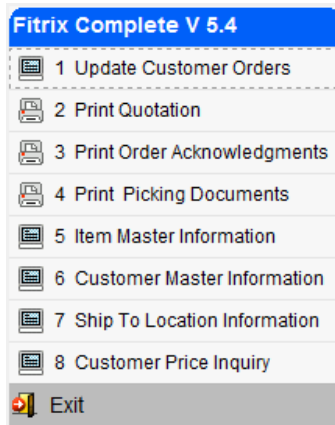 Fitrix Complete V 5.4
1 Update Customer Orders
2 Print Quotation
3 Print Order Acknowledgments
4 Print Picking Documents
5 Item Master Information
6 Customer Master Information
7 Ship To Location Information
8 Customer Price Inquiry
Exit